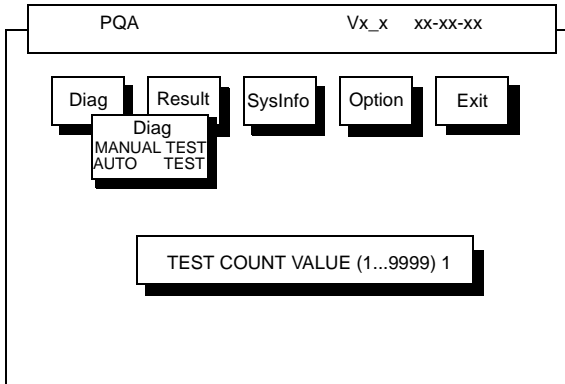 PQA Vx_x xx-xx-xx
Diag Result SysInfo Option Exit
Diag
MANUAL TEST
AUTO TEST
TEST COUNT VALUE (1...9999) 1